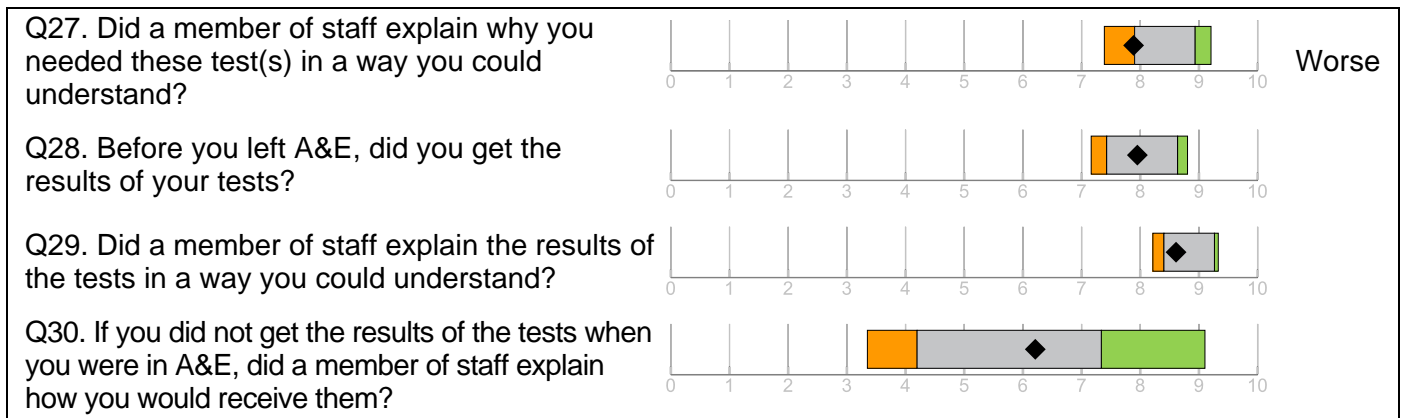 Q27. Did a member of staff explain why you
needed these test(s) in a way you could
understand?
0 1 2 3 4 5 6 7 8 9 10
Worse
Q28. Before you left A&E, did you get the
results of your tests?
0 1 2 3 4 5 6 7 8 9 10
Q29. Did a member of staff explain the results of
the tests in a way you could understand?
0 1 2 3 4 5 6 7 8 9 10
Q30. If you did not get the results of the tests when
you were in A&E, did a member of staff explain
how you would receive them?
0 1 2 3 4 5 6 7 8 9 10